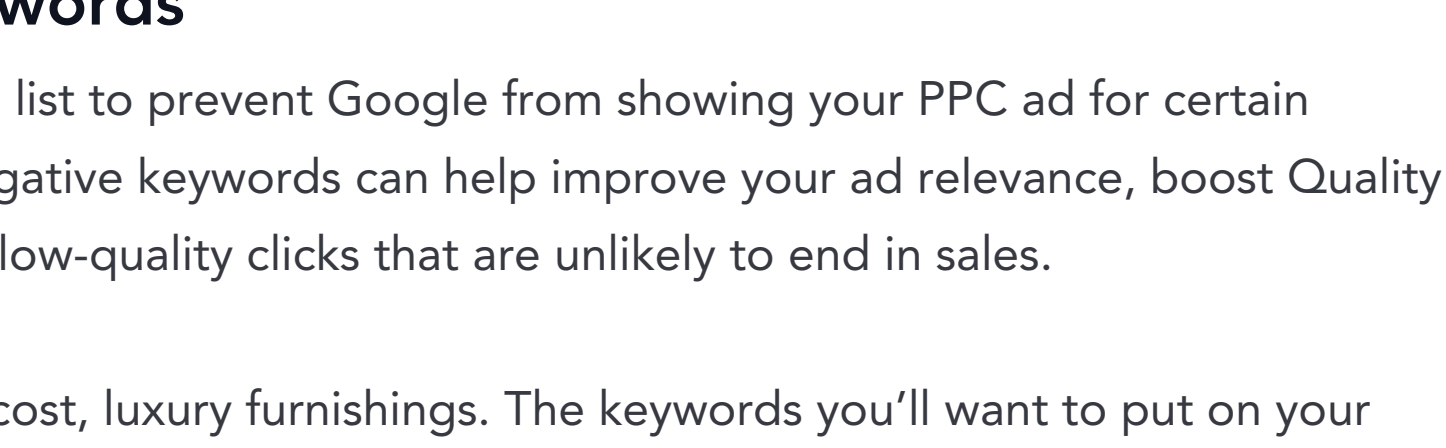 words
list to prevent Google from showing your PPC ad for certain
gative keywords can help improve your ad relevance, boost Quality
low-quality clicks that are unlikely to end in sales.
cost, luxury furnishings. The keywords you’ll want to put on your